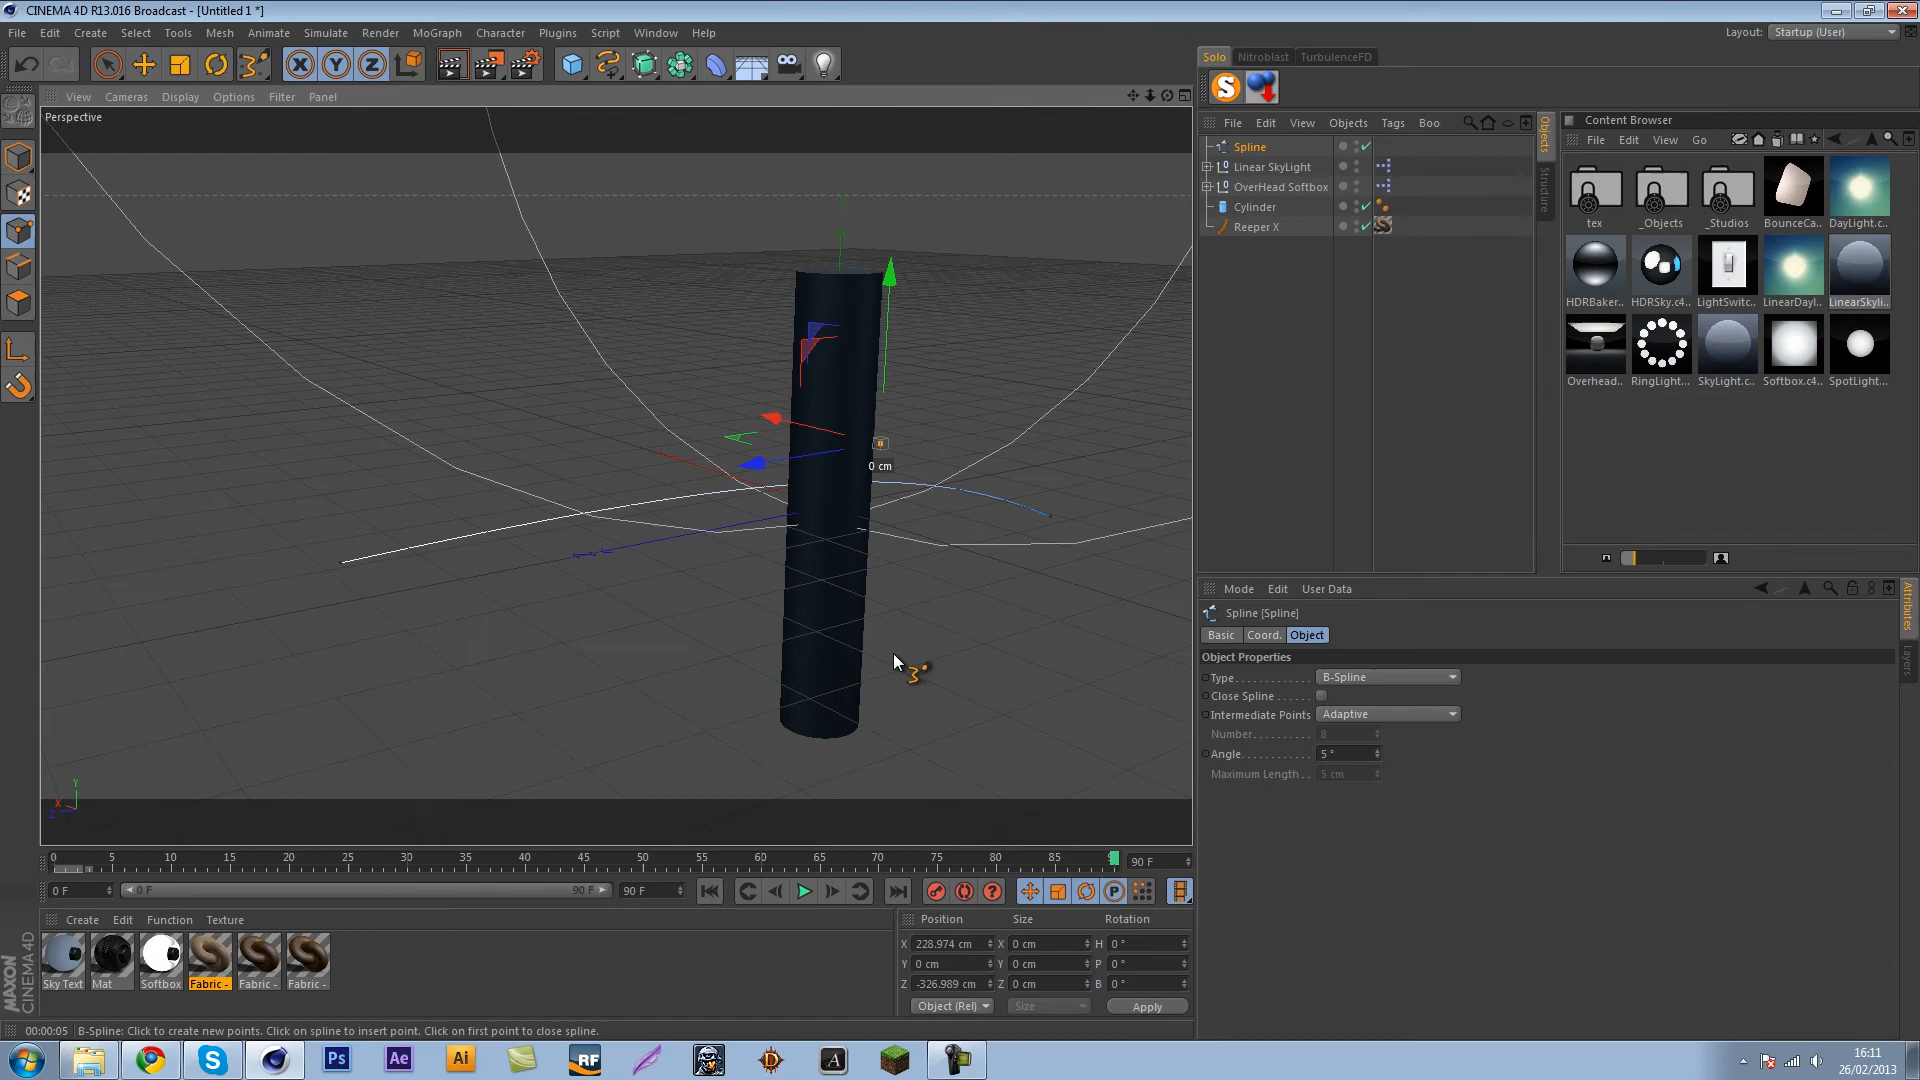 CINEMA 4D R13.016 Broadcast - [Untitled 1 *]
File Edit Create Select Tools Mesh Animate Simulate Render MoGraph Character Plugins Script Window Help
Layout: Startup (User)
Solo Nitroblast TurbulenceFD
View Cameras Display Options Filter Panel
Perspective
Y
0 cm
Y
X
Z
File Edit View Objects Tags Boo
Spline
Linear SkyLight
OverHead Softbox
Cylinder
Reeper X
Objects
Structure
Content Browser
File Edit View Go
tex _Objects _Studios BounceCa.. DayLight.c..
HDRBaker.. HDRSky.c4.. LightSwitc.. LinearDayl.. LinearSkyli..
Overhead.. RingLight... SkyLight.c.. Softbox.c4.. SpotLight...
Mode Edit User Data
Spline [Spline]
Basic Coord. Object
Object Properties
Type B-Spline
Close Spline
Intermediate Points Adaptive
Number 8
Angle 5 °
Maximum Length 5 cm
Attributes
Layers
0 5 10 15 20 25 30 35 40 45 50 55 60 65 70 75 80 85 90 F
0 F 0 F 90 F 90 F
Create Edit Function Texture
Sky Text Mat Softbox Fabric - Fabric - Fabric -
Position Size Rotation
X 228.974 cm X 0 cm H 0 °
Y 0 cm Y 0 cm P 0 °
Z -326.989 cm Z 0 cm B 0 °
Object (Rel) Size Apply
MAXON
CINEMA 4D
00:00:05 B-Spline: Click to create new points. Click on spline to insert point. Click on first point to close spline.
Ps Ae Ai RF A
16:11
26/02/2013